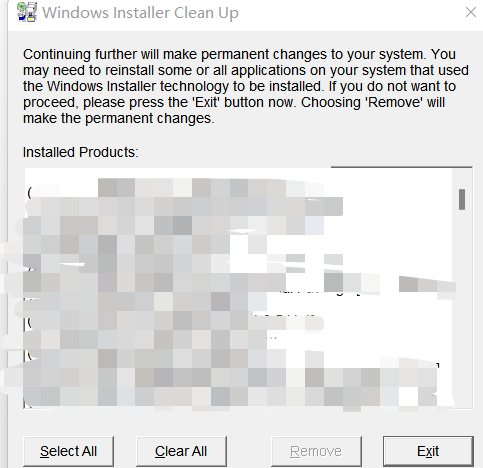 Windows Installer Clean Up
Continuing further will make permanent changes to your system. You
may need to reinstall some or all applications on your system that used
the Windows Installer technology to be installed. If you do not want to
proceed, please press the 'Exit' button now. Choosing 'Remove' will
make the permanent changes.
Installed Products:
Select All Clear All Remove Exit